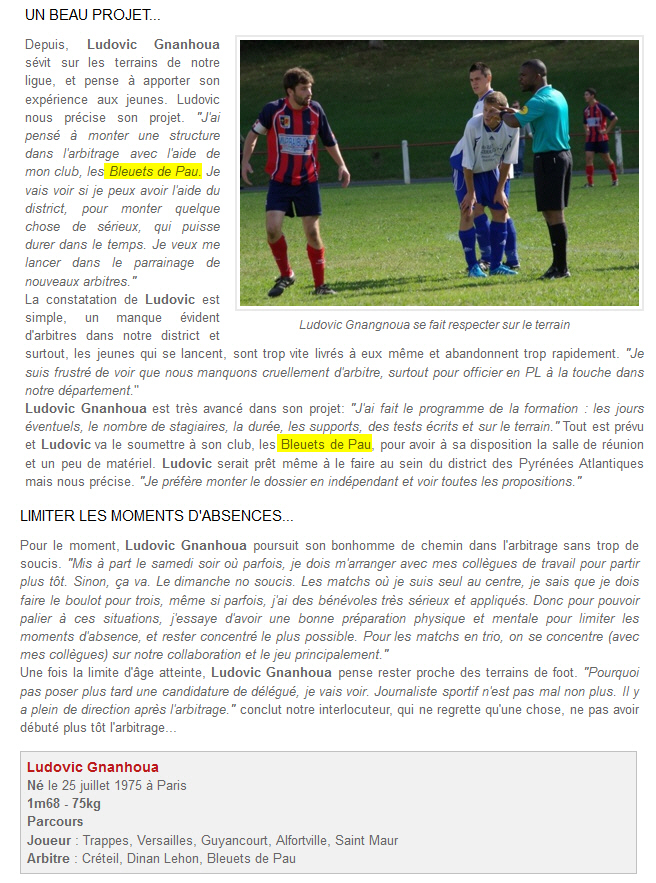 UN BEAU PROJET...
Depuis, Ludovic Gnanhoua
sévit sur les terrains de notre
ligue, et pense à apporter son
expérience aux jeunes. Ludovic
nous précise son projet. "J'ai
pensé à monter une structure
dans l'arbitrage avec l'aide de
mon club, les Bleuets de Pau. Je
vais voir si je peux avoir l'aide du
district, pour monter quelque
chose de sérieux, qui puisse
durer dans le temps. Je veux me
lancer dans le parrainage de
nouveaux arbitres."
La constatation de Ludovic est
simple, un manque évident
d'arbitres dans notre district et
Ludovic Gnangnoua se fait respecter sur le terrain
surtout, les jeunes qui se lancent, sont trop vite livrés à eux même et abandonnent trop rapidement. "Je
suis frustré de voir que nous manquons cruellement d'arbitre, surtout pour officier en PL à la touche dans
notre département."
Ludovic Gnanhoua est très avancé dans son projet: "J'ai fait le programme de la formation : les jours
éventuels, le nombre de stagiaires, la durée, les supports, des tests écrits et sur le terrain." Tout est prévu
et Ludovic va le soumettre à son club, les Bleuets de Pau, pour avoir à sa disposition la salle de réunion
et un peu de matériel. Ludovic serait prêt même à le faire au sein du district des Pyrénées Atlantiques
mais nous précise. "Je préfère monter le dossier en indépendant et voir toutes les propositions."
LIMITER LES MOMENTS D'ABSENCES...
Pour le moment, Ludovic Gnanhoua poursuit son bonhomme de chemin dans l'arbitrage sans trop de
soucis. "Mis à part le samedi soir où parfois, je dois m'arranger avec mes collègues de travail pour partir
plus tôt. Sinon, ça va. Le dimanche no soucis. Les matchs où je suis seul au centre, je sais que je dois
faire le boulot pour trois, même si parfois, j'ai des bénévoles très sérieux et appliqués. Donc pour pouvoir
palier à ces situations, j'essaye d'avoir une bonne préparation physique et mentale pour limiter les
moments d'absence, et rester concentré le plus possible. Pour les matchs en trio, on se concentre (avec
mes collègues) sur notre collaboration et le jeu principalement."
Une fois la limite d'âge atteinte, Ludovic Gnanhoua pense rester proche des terrains de foot. "Pourquoi
pas poser plus tard une candidature de délégué, je vais voir. Journaliste sportif n'est pas mal non plus. Il y
a plein de direction après l'arbitrage." conclut notre interlocuteur, qui ne regrette qu'une chose, ne pas avoir
débuté plus tôt l'arbitrage...
Ludovic Gnanhoua
Né le 25 juillet 1975 à Paris
1m68 - 75kg
Parcours
Joueur : Trappes, Versailles, Guyancourt, Alfortville, Saint Maur
Arbitre : Créteil, Dinan Lehon, Bleuets de Pau